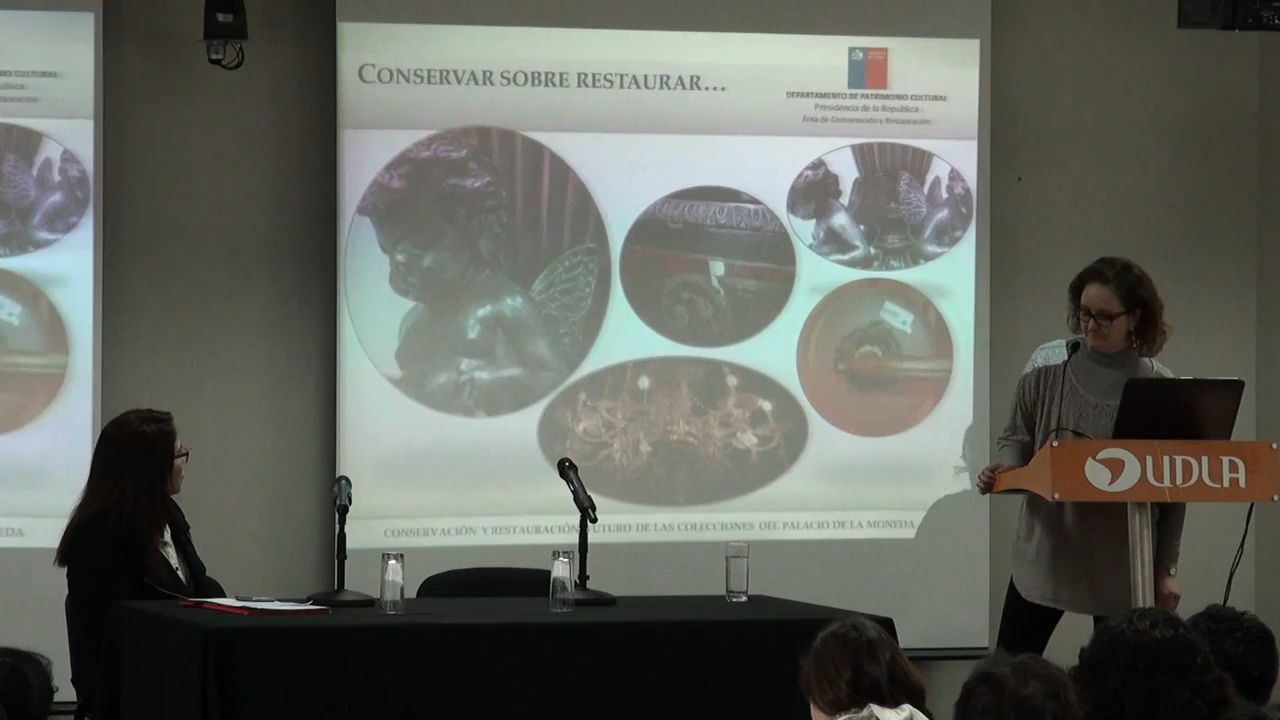 CONSERVAR SOBRE RESTAURAR...
DEPARTAMENTO DE PATRIMONIO CULTURAL
Presidencia de la República
Área de Conservación y Restauración
CONSERVACIÓN Y RESTAURACIÓN FUTURO DE LAS COLECCIONES DEL PALACIO DE LA MONEDA
UDLA